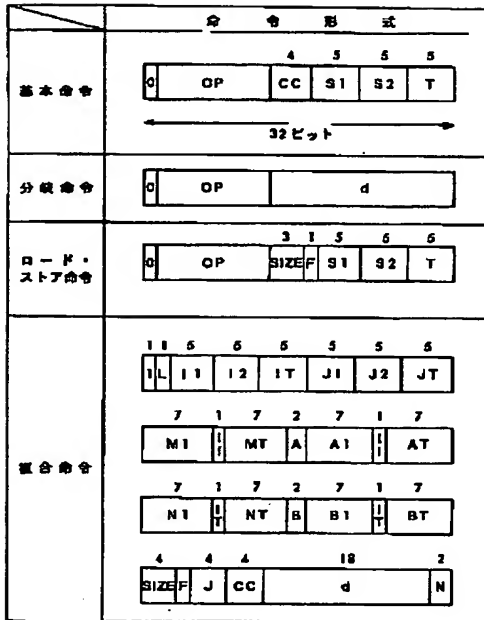 命 令 形 式
基本命令
4 5 5 5
0 OP CC S1 S2 T
32ビット
分岐命令
0 OP d
ロード・
ストア命令
3 1 5 5 5
0 OP SIZE F S1 S2 T
複合命令
1 1 5 5 5 5 5 5
1 L I1 I2 IT J1 J2 JT
7 1 7 2 7 1 7
M1 MT A A1 AT
7 1 7 2 7 1 7
N1 NT B B1 BT
4 4 4 18 2
SIZE F J CC d N